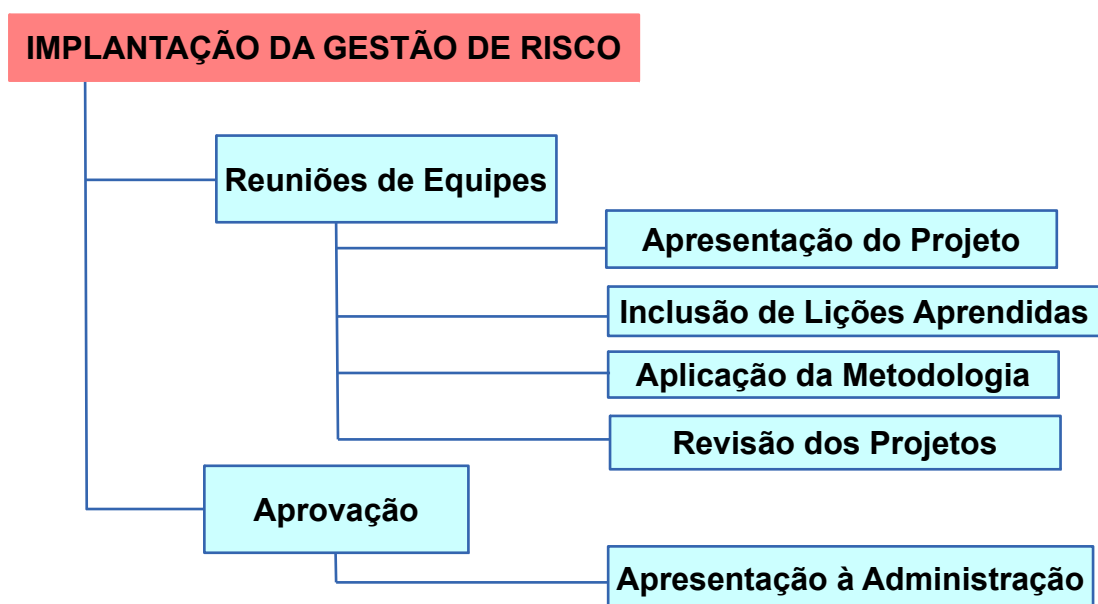 IMPLANTAÇÃO DA GESTÃO DE RISCO
Reuniões de Equipes
Apresentação do Projeto
Inclusão de Lições Aprendidas
Aplicação da Metodologia
Revisão dos Projetos
Aprovação
Apresentação à Administração